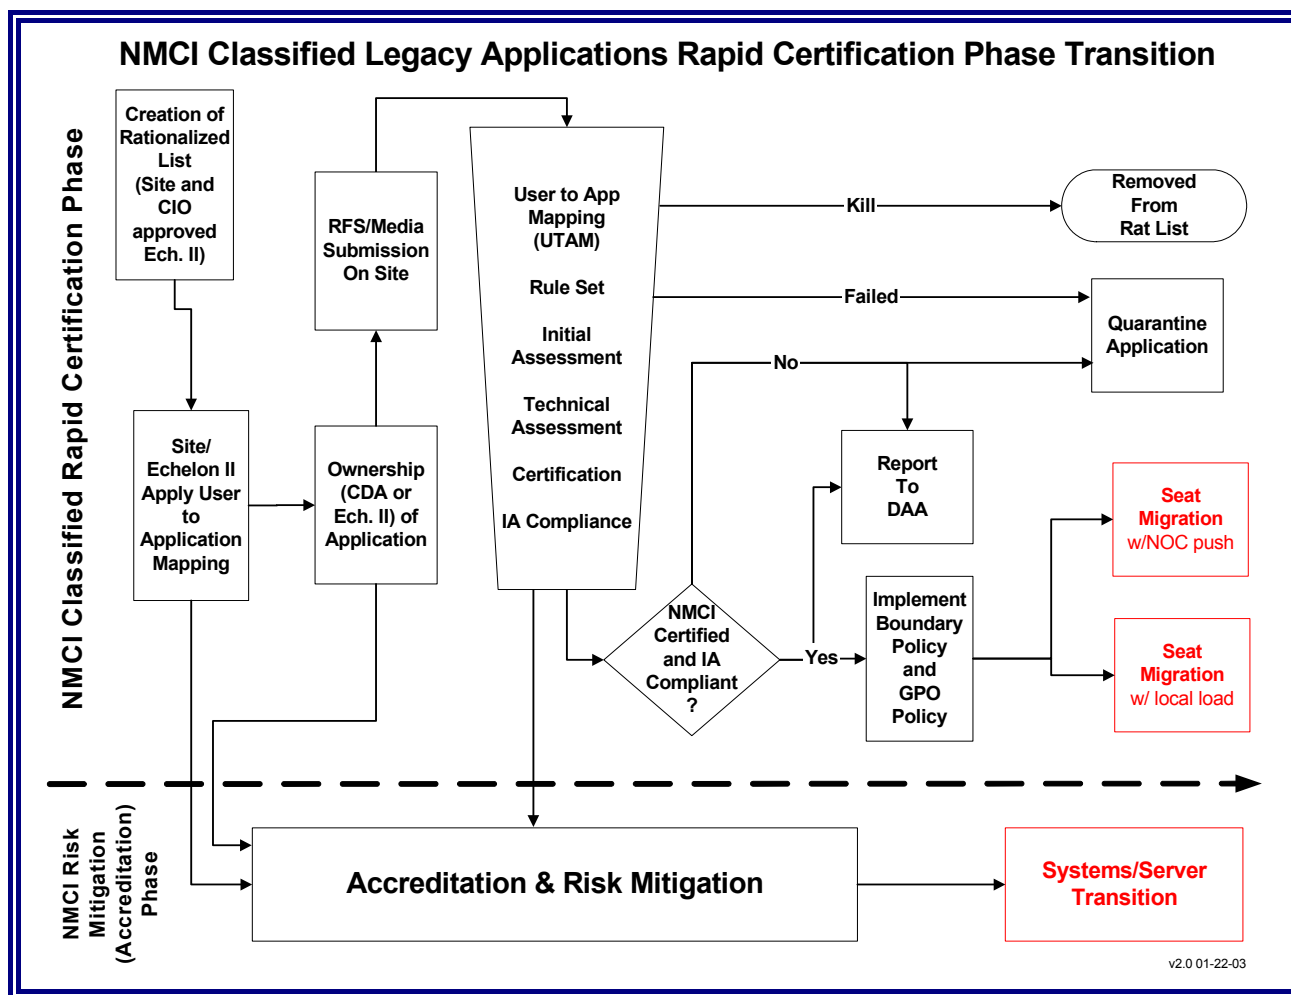 NMCI Classified Legacy Applications Rapid Certification Phase Transition
NMCI Classified Rapid Certification Phase
Creation of
Rationalized
List
(Site and
CIO
approved
Ech. II)
RFS/Media
Submission
On Site
User to App
Mapping
(UTAM)
Rule Set
Initial
Assessment
Technical
Assessment
Certification
IA Compliance
Kill
Removed
From
Rat List
Failed
Quarantine
Application
No
Site/
Echelon II
Apply User
to
Application
Mapping
Ownership
(CDA or
Ech. II) of
Application
Report
To
DAA
Seat
Migration
w/NOC push
NMCI
Certified
and IA
Compliant
?
Yes
Implement
Boundary
Policy
and
GPO
Policy
Seat
Migration
w/ local load
NMCI Risk
Mitigation
(Accreditation)
Phase
Accreditation & Risk Mitigation
Systems/Server
Transition
v2.0 01-22-03